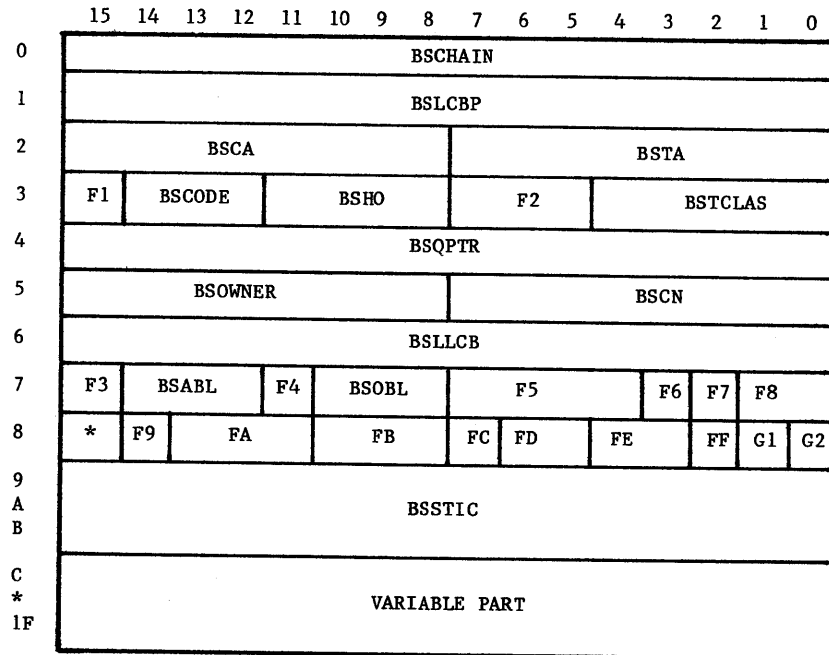 15 14 13 12 11 10 9 8 7 6 5 4 3 2 1 0
0 BSCHAIN
1 BSLCBP
2 BSCA BSTA
3 F1 BSCODE BSHO F2 BSTCLAS
4 BSQPTR
5 BSOWNER BSCN
6 BSLLCB
7 F3 BSABL F4 BSOBL F5 F6 F7 F8
8 * F9 FA FB FC FD FE FF G1 G2
9
A BSSTIC
B
C
* VARIABLE PART
1F